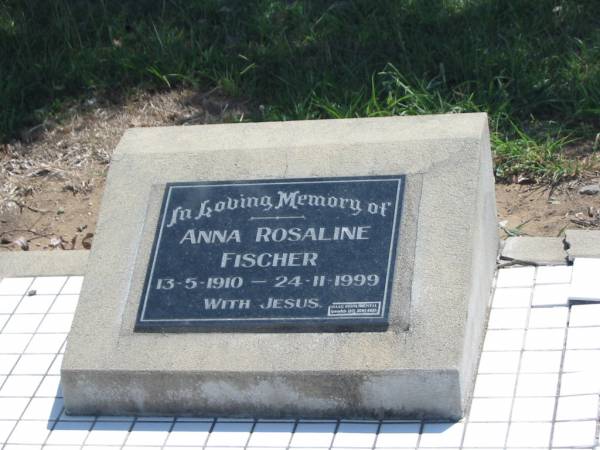 In Loving Memory of
ANNA ROSALINE
FISCHER
13-5-1910 — 24-11-1999
WITH JESUS.